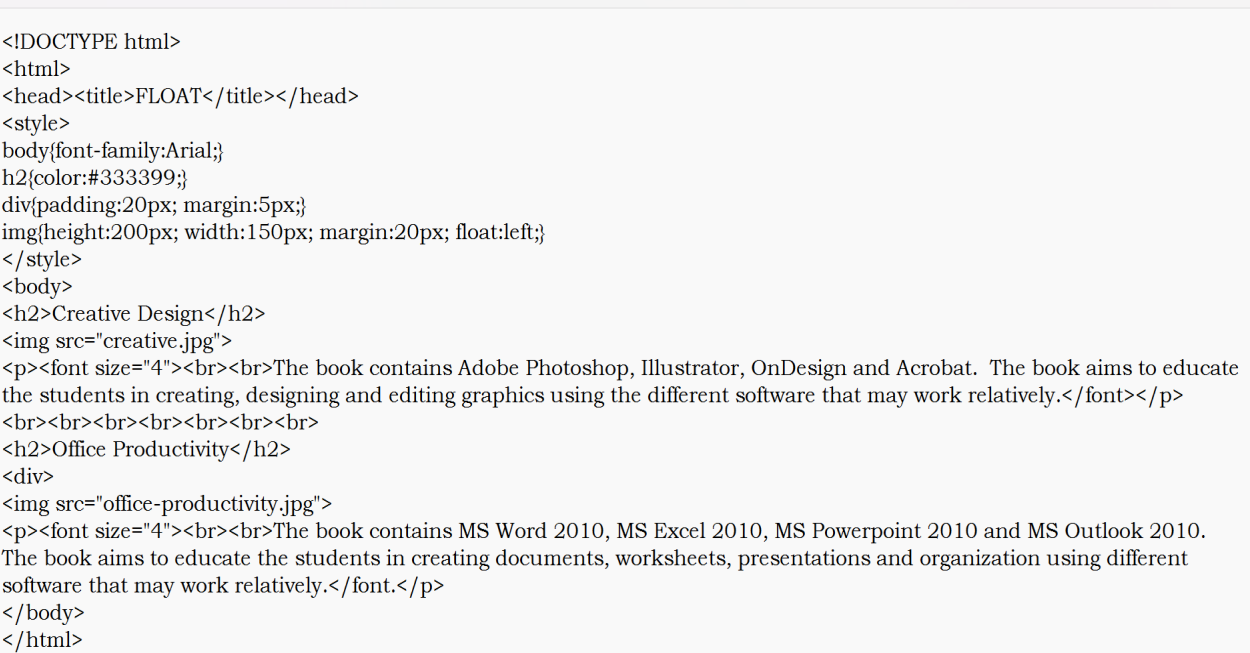 <!DOCTYPE html>
<html>
<head><title>FLOAT</title></head>
<style>
body{font-family:Arial;}
h2{color:#333399;}
div{padding:20px; margin:5px;}
img{height:200px; width:150px; margin:20px; float:left;}
</style>
<body>
<h2>Creative Design</h2>
<img src="creative.jpg">
<p><font size="4"><br><br>The book contains Adobe Photoshop, Illustrator, OnDesign and Acrobat.  The book aims to educate
the students in creating, designing and editing graphics using the different software that may work relatively.</font></p>
<br><br><br><br><br><br><br>
<h2>Office Productivity</h2>
<div>
<img src="office-productivity.jpg">
<p><font size="4"><br><br>The book contains MS Word 2010, MS Excel 2010, MS Powerpoint 2010 and MS Outlook 2010.
The book aims to educate the students in creating documents, worksheets, presentations and organization using different
software that may work relatively.</font.</p>
</body>
</html>